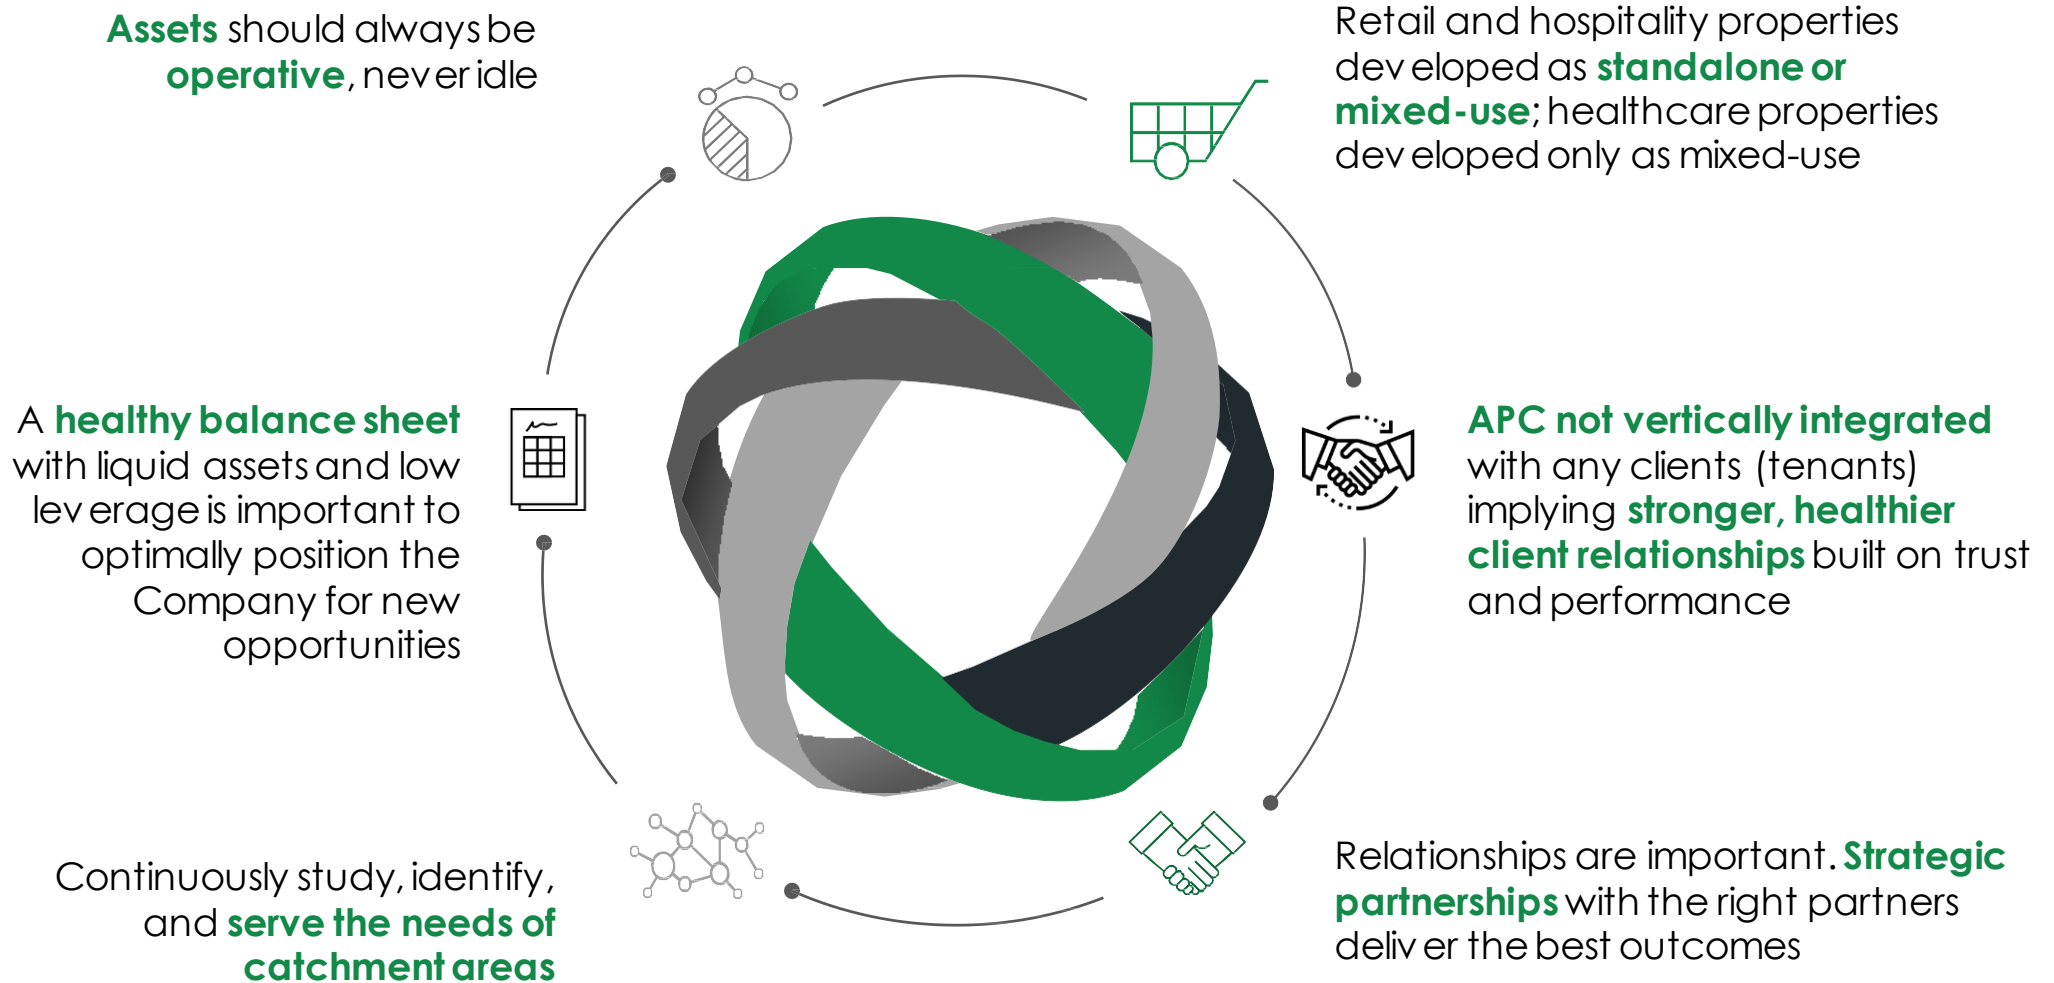 Assets should always be
operative, never idle
Retail and hospitality properties
developed as standalone or
mixed-use; healthcare properties
developed only as mixed-use
A healthy balance sheet
with liquid assets and low
leverage is important to
optimally position the
Company for new
opportunities
APC not vertically integrated
with any clients (tenants)
implying stronger, healthier
client relationships built on trust
and performance
Continuously study, identify,
and serve the needs of
catchment areas
Relationships are important. Strategic
partnerships with the right partners
deliver the best outcomes